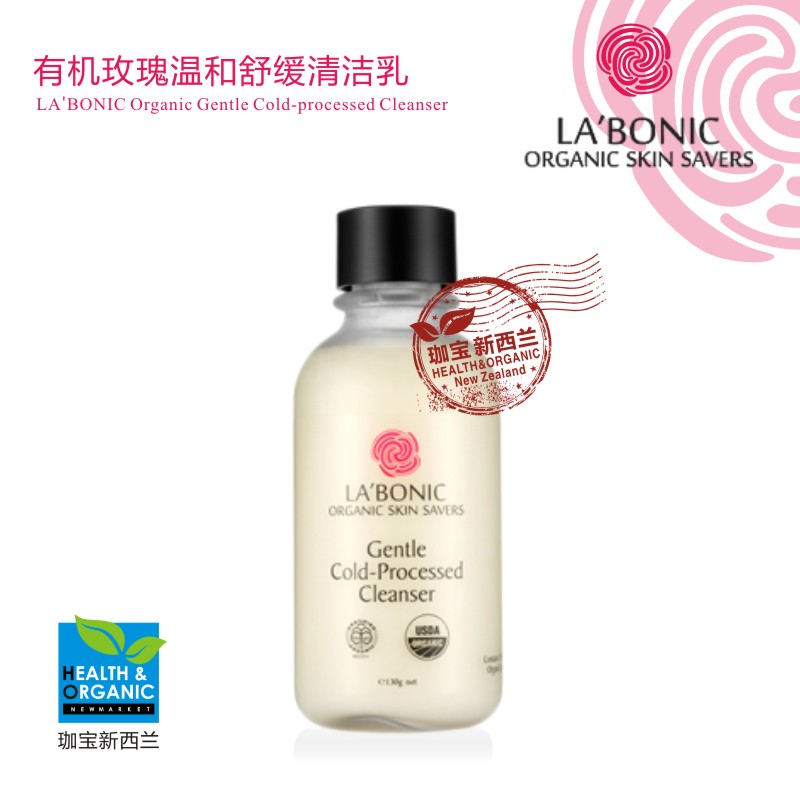 有机玫瑰温和舒缓清洁乳
LA'BONIC Organic Gentle Cold-processed Cleanser
LA'BONIC
ORGANIC SKIN SAVERS
珈宝新西兰
HEALTH&ORGANIC
New Zealand
LA'BONIC
ORGANIC SKIN SAVERS
Gentle
Cold-Processed
Cleanser
USDA
ORGANIC
℮130g net
HEALTH &
ORGANIC
NEWMARKET
珈宝新西兰